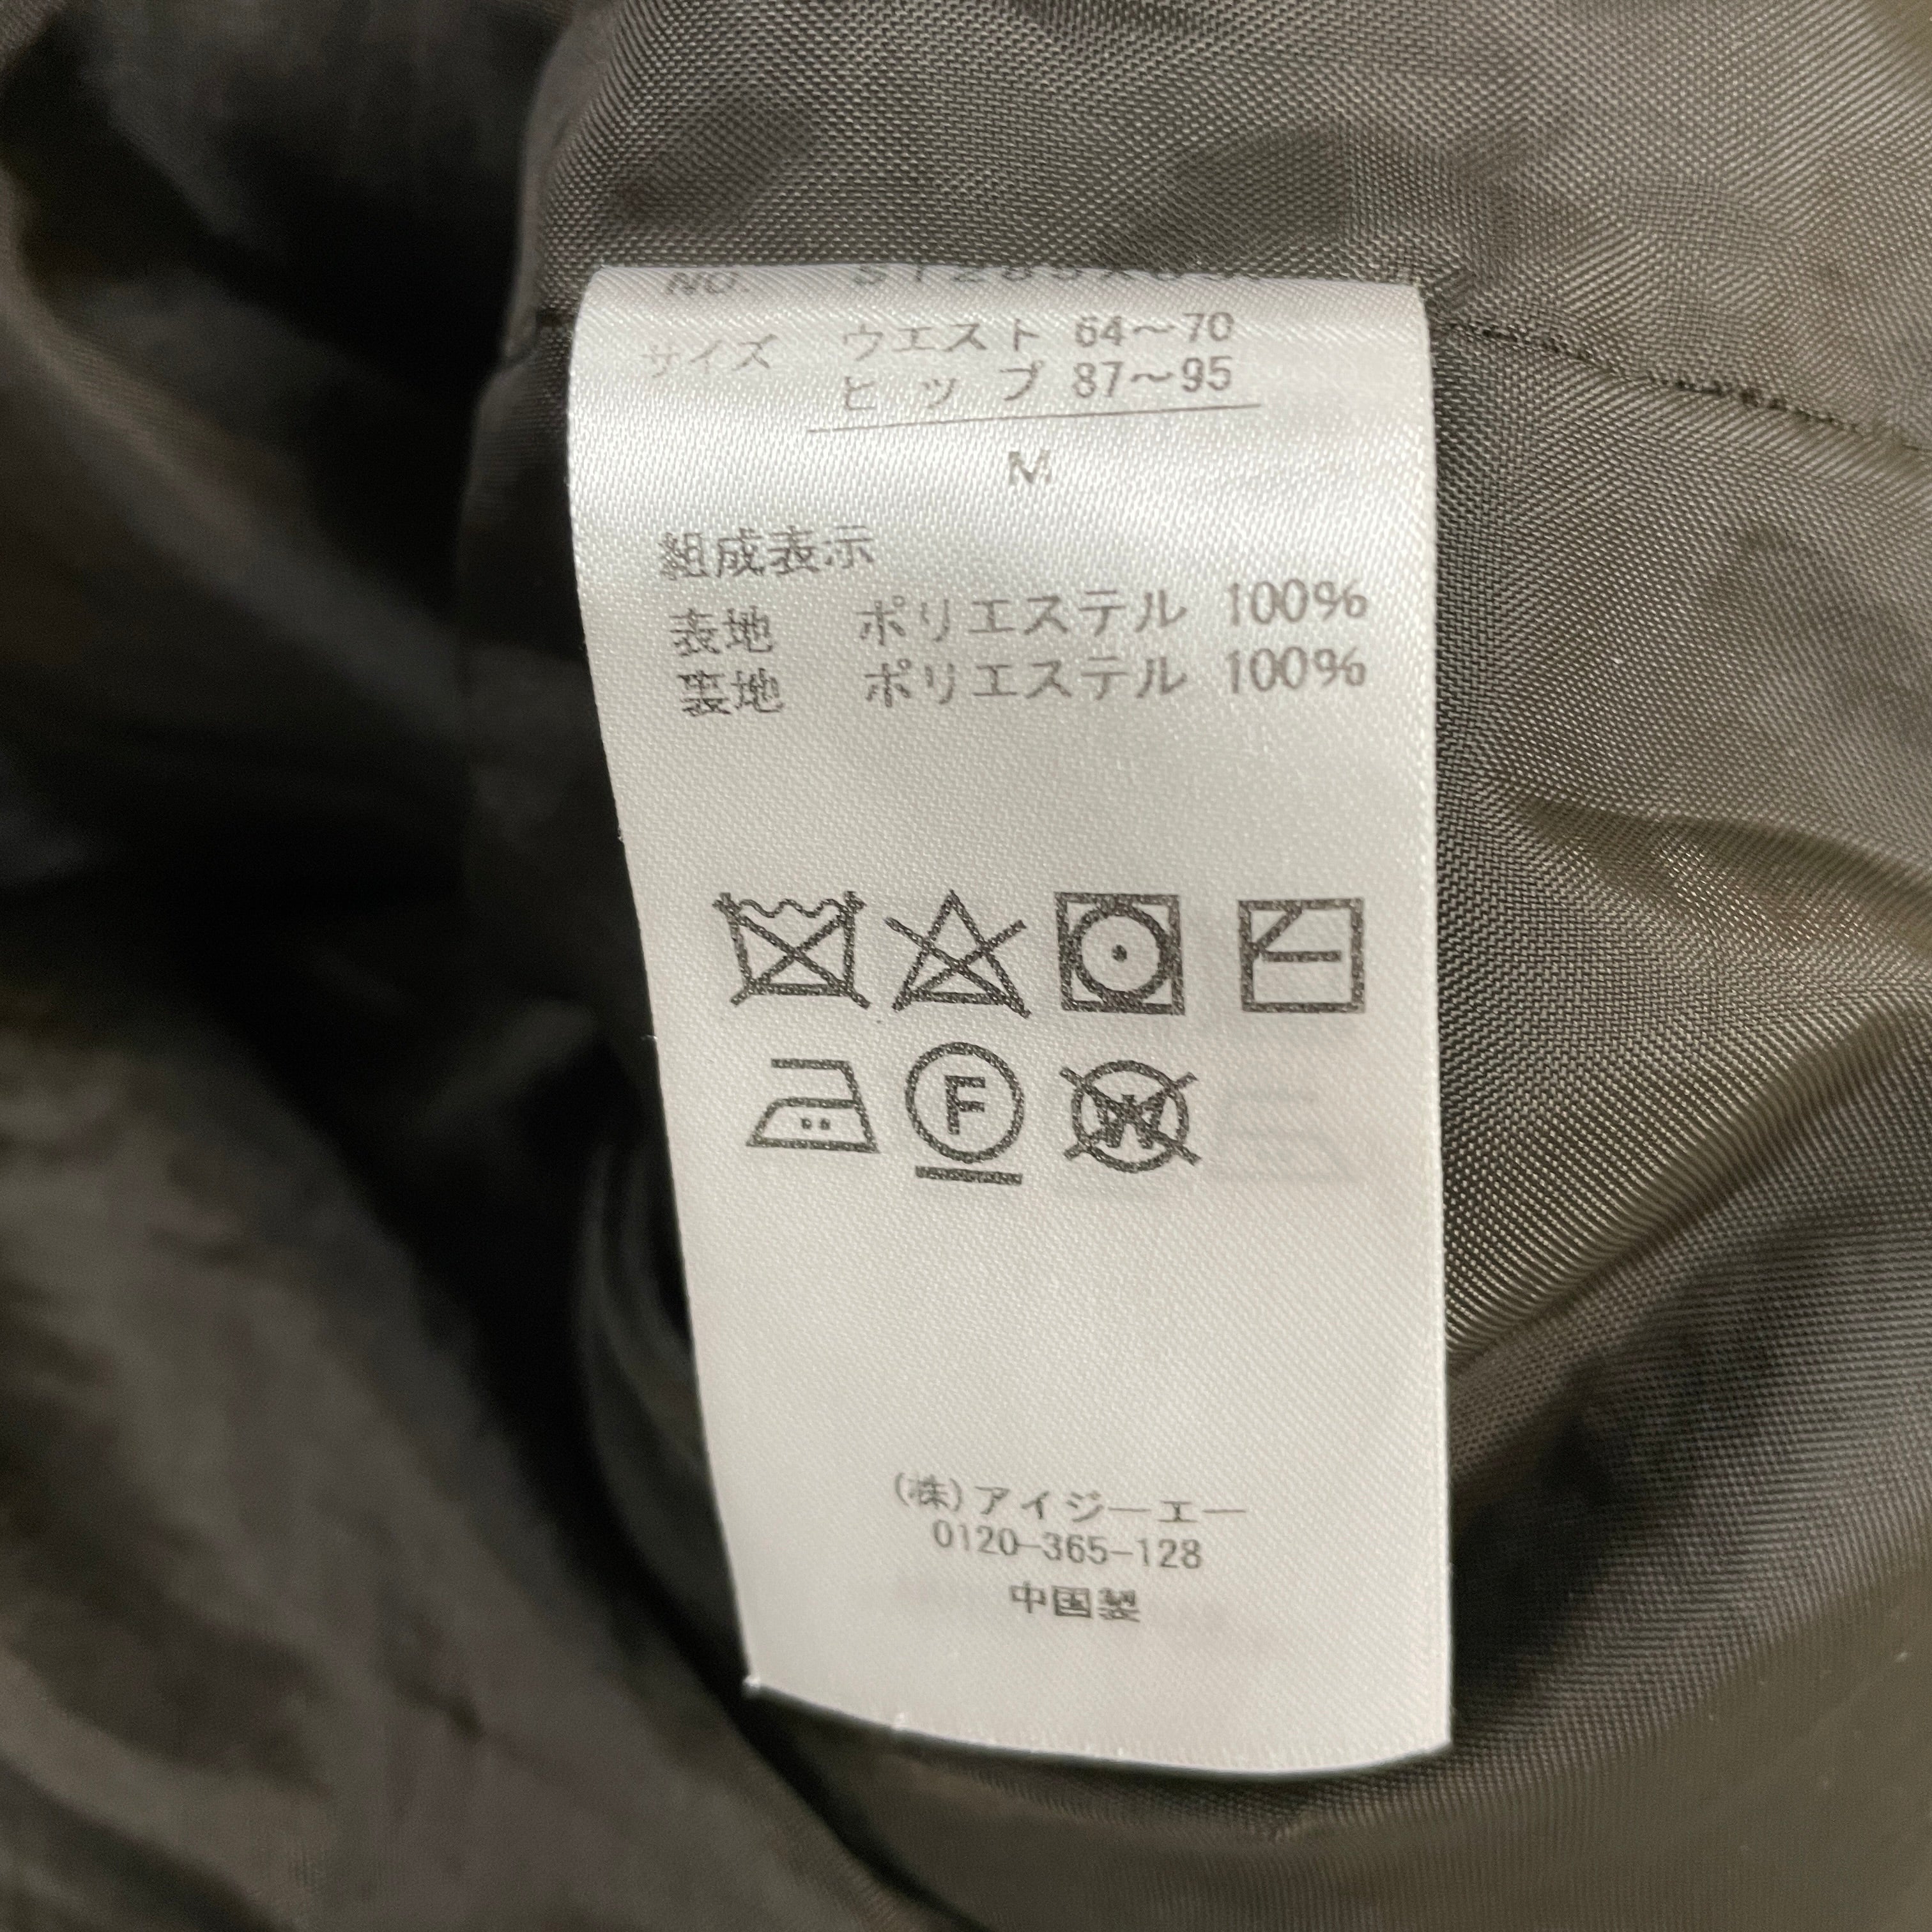 NO.
サイズ ウエスト 64～70
ヒップ 87～95
M
組成表示
表地 ポリエステル 100%
裏地 ポリエステル 100%
F W
(株)アイジーエー
0120-365-128
中国製